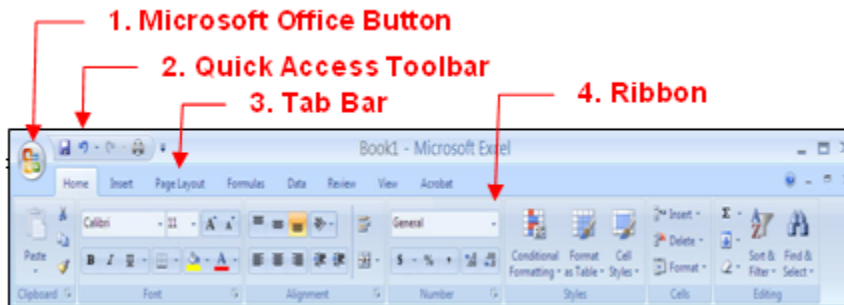 1. Microsoft Office Button
2. Quick Access Toolbar
3. Tab Bar
4. Ribbon
Book1 - Microsoft Excel
Home Insert Page Layout Formulas Data Review View Acrobat
Calibri 11 A A General Insert
Delete
Paste B I U A $ % , Conditional Formatting Format as Table Cell Styles Format Sort & Filter Find & Select
Clipboard Font Alignment Number Styles Cells Editing